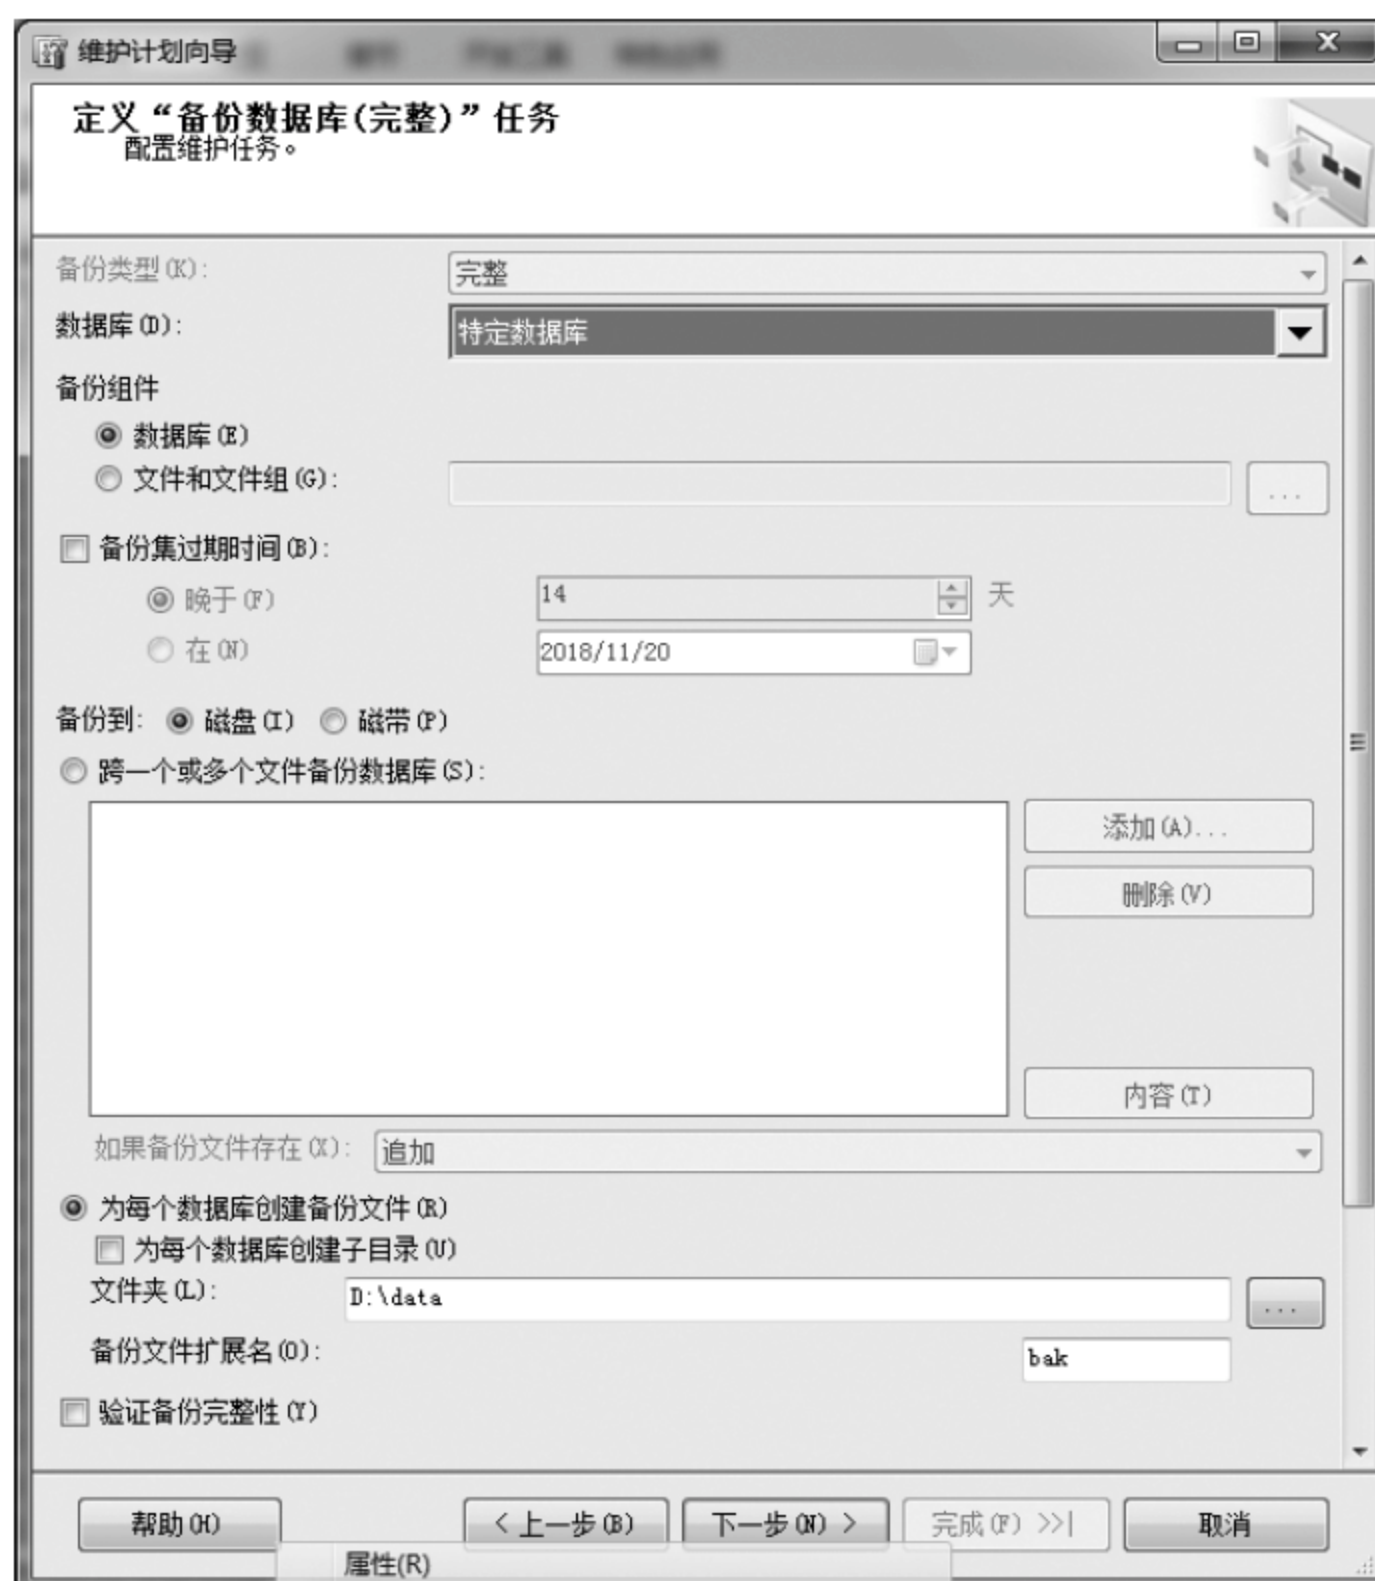 维护计划向导
定义“备份数据库(完整)”任务
配置维护任务。
备份类型(K):
完整
数据库(D):
特定数据库
备份组件
数据库(E)
文件和文件组(G):
...
备份集过期时间(B):
晚于(F)
14
天
在(N)
2018/11/20
备份到: 磁盘(I) 磁带(P)
跨一个或多个文件备份数据库(S):
添加(A)...
删除(V)
内容(T)
如果备份文件存在(X): 追加
为每个数据库创建备份文件(R)
为每个数据库创建子目录(U)
文件夹(L): D:\data ...
备份文件扩展名(O): bak
验证备份完整性(Y)
帮助(H) < 上一步(B) 下一步(N) > 完成(F) >>| 取消
属性(R)